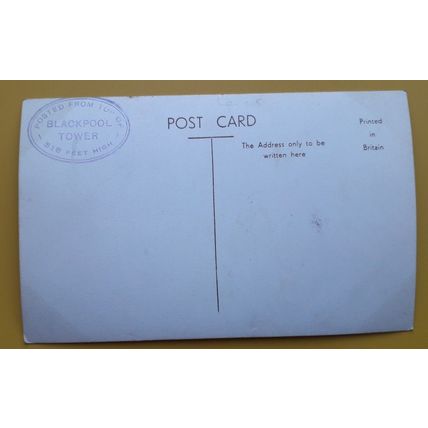 POSTED FROM TOP OF
BLACKPOOL
TOWER
518 FEET HIGH
POST CARD
The Address only to be
written here
Printed
in
Britain